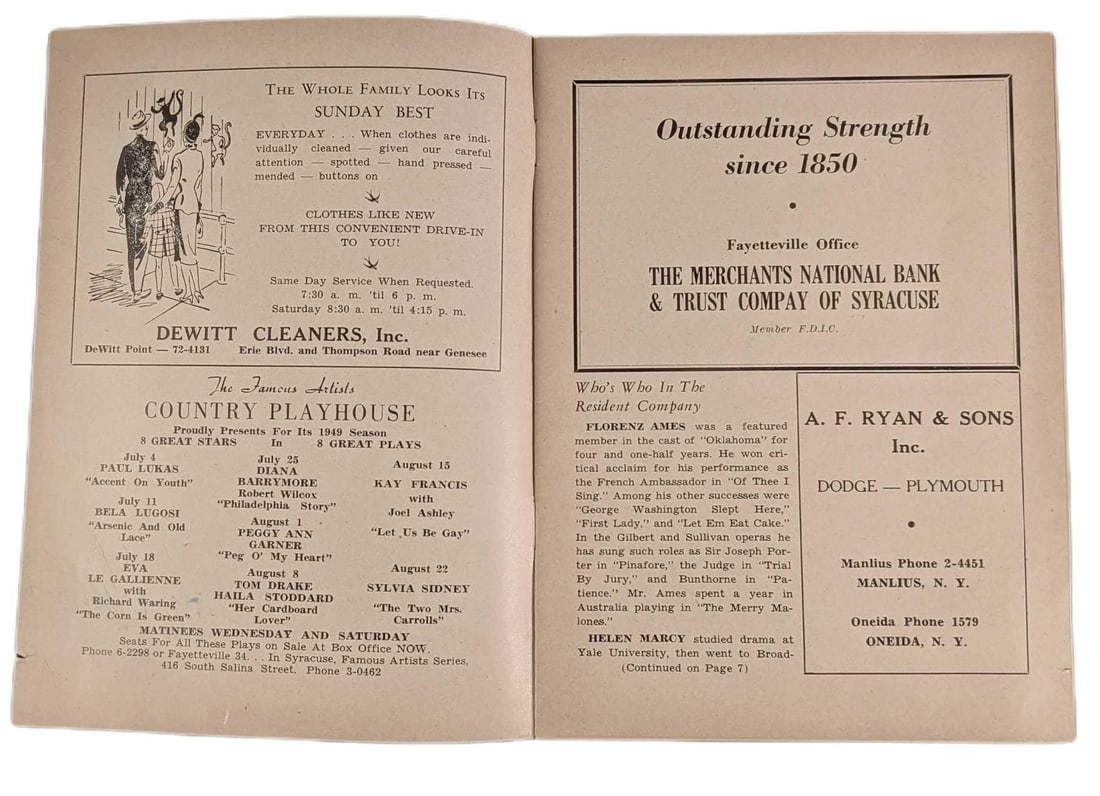 THE WHOLE FAMILY LOOKS ITS
SUNDAY BEST
EVERYDAY . . . When clothes are indi-
vidually cleaned — given our careful
attention — spotted — hand pressed —
mended — buttons on
CLOTHES LIKE NEW
FROM THIS CONVENIENT DRIVE-IN
TO YOU!
Same Day Service When Requested.
7:30 a. m. 'til 6 p. m.
Saturday 8:30 a. m. 'til 4:15 p. m.
DEWITT CLEANERS, Inc.
DeWitt Point — 72-4131 Erie Blvd. and Thompson Road near Genesee
The Famous Artists
COUNTRY PLAYHOUSE
Proudly Presents For Its 1949 Season
8 GREAT STARS In 8 GREAT PLAYS
July 4
PAUL LUKAS
"Accent On Youth"
July 11
BELA LUGOSI
"Arsenic And Old
Lace"
July 18
EVA
LE GALLIENNE
with
Richard Waring
"The Corn Is Green"
July 25
DIANA
BARRYMORE
Robert Wilcox
"Philadelphia Story"
August 1
PEGGY ANN
GARNER
"Peg O' My Heart"
August 8
TOM DRAKE
HAILA STODDARD
"Her Cardboard
Lover"
August 15
KAY FRANCIS
with
Joel Ashley
"Let Us Be Gay"
August 22
SYLVIA SIDNEY
"The Two Mrs.
Carrolls"
MATINEES WEDNESDAY AND SATURDAY
Seats For All These Plays on Sale At Box Office NOW.
Phone 6-2298 or Fayetteville 34. . . In Syracuse, Famous Artists Series,
416 South Salina Street. Phone 3-0462
Outstanding Strength
since 1850
•
Fayetteville Office
THE MERCHANTS NATIONAL BANK
& TRUST COMPAY OF SYRACUSE
Member F.D.I.C.
Who's Who In The
Resident Company
FLORENZ AMES was a featured
member in the cast of "Oklahoma" for
four and one-half years. He won cri-
tical acclaim for his performance as
the French Ambassador in "Of Thee I
Sing." Among his other successes were
"George Washington Slept Here,"
"First Lady," and "Let Em Eat Cake."
In the Gilbert and Sullivan operas he
has sung such roles as Sir Joseph Por-
ter in "Pinafore," the Judge in "Trial
By Jury," and Bunthorne in "Pa-
tience." Mr. Ames spent a year in
Australia playing in "The Merry Ma-
lones."
HELEN MARCY studied drama at
Yale University, then went to Broad-
(Continued on Page 7)
A. F. RYAN & SONS
Inc.
DODGE — PLYMOUTH
•
Manlius Phone 2-4451
MANLIUS, N. Y.
Oneida Phone 1579
ONEIDA, N. Y.